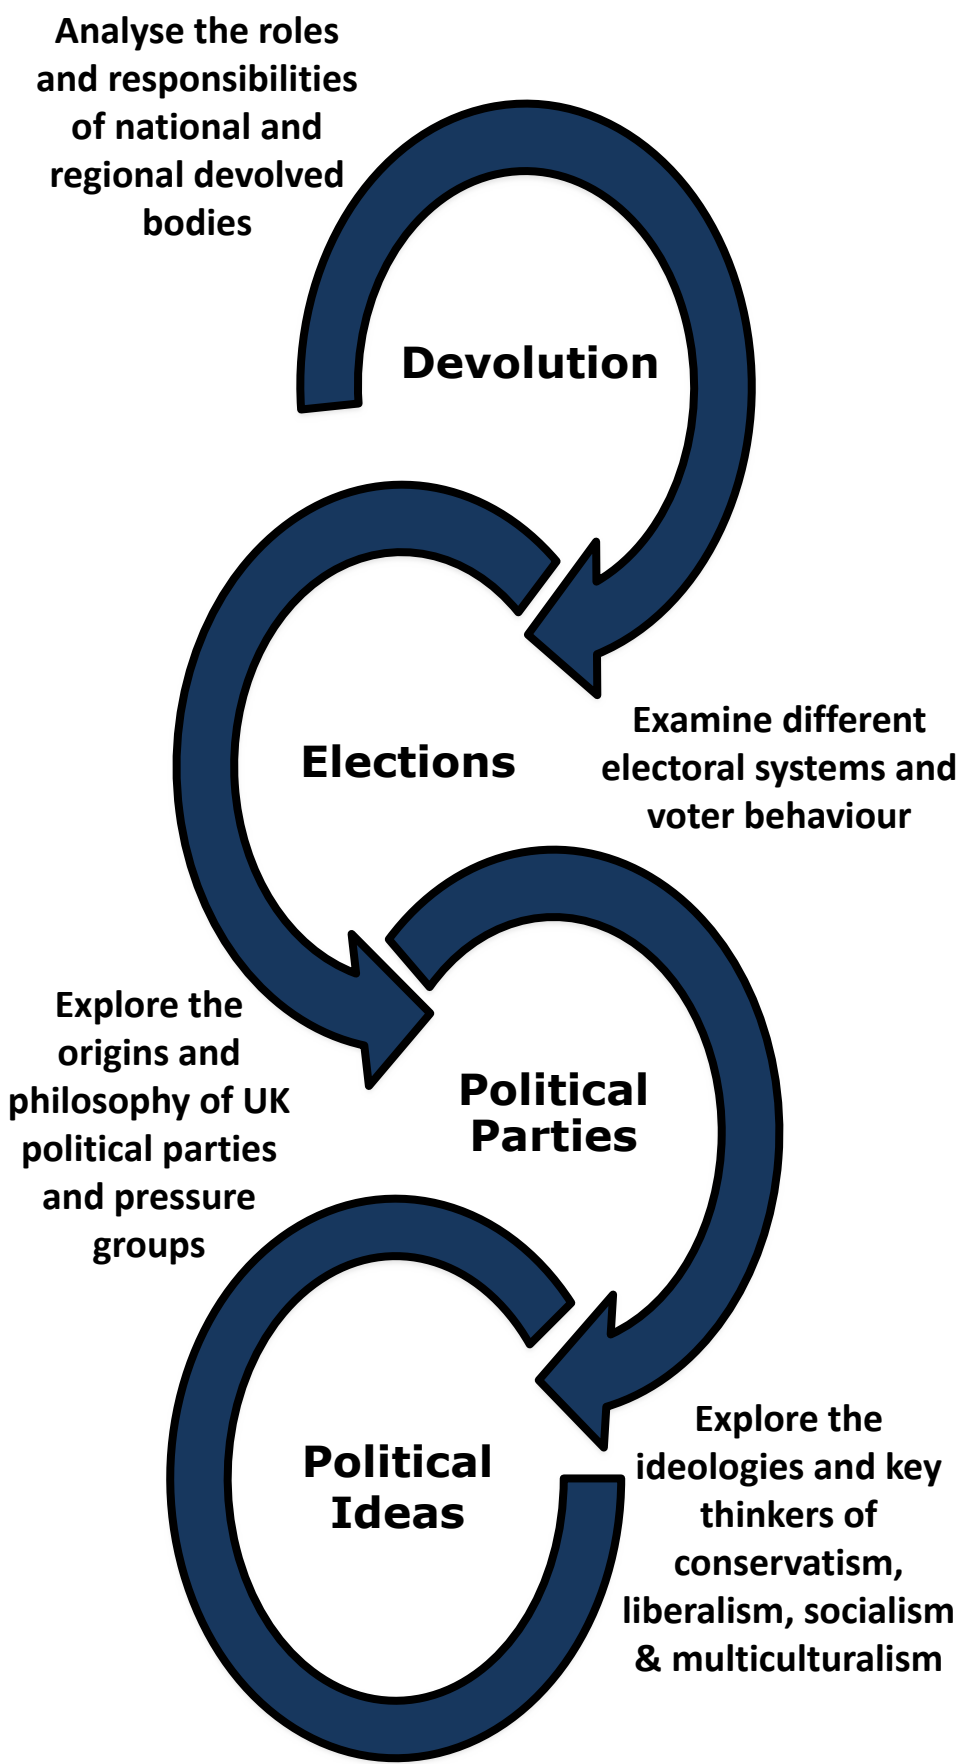 Analyse the roles
and responsibilities
of national and
regional devolved
bodies
Devolution
Elections
Examine different
electoral systems and
voter behaviour
Explore the
origins and
philosophy of UK
political parties
and pressure
groups
Political
Parties
Political
Ideas
Explore the
ideologies and key
thinkers of
conservatism,
liberalism, socialism
& multiculturalism